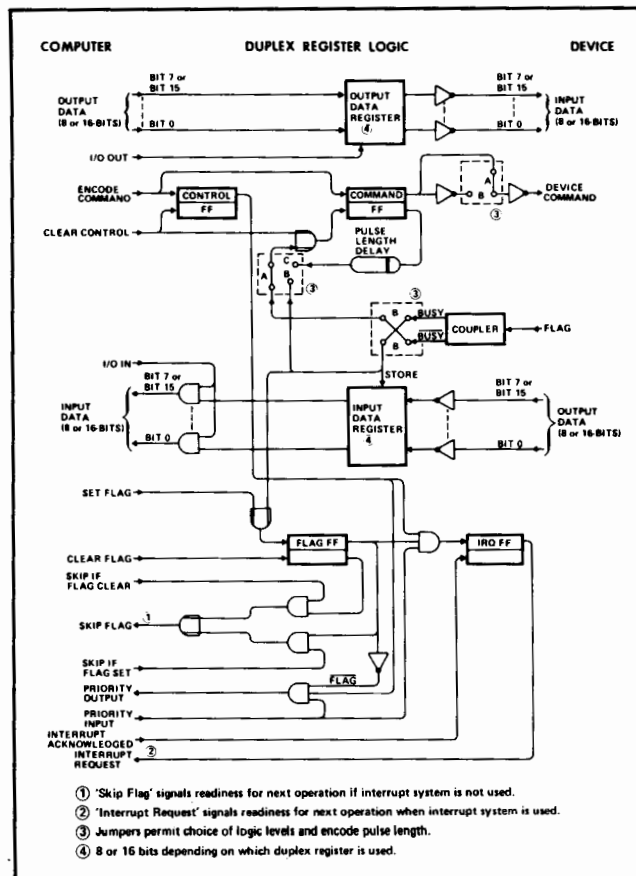 COMPUTER DUPLEX REGISTER LOGIC DEVICE
BIT 7 or
BIT 15
OUTPUT
DATA
(8 or 16-BITS)
BIT 0
OUTPUT
DATA
REGISTER
④
BIT 7 or
BIT 15
INPUT
DATA
(8 or 16-BITS)
BIT 0
I/O OUT
ENCODE
COMMAND
CONTROL
FF
COMMAND
FF
A
B
③
DEVICE
COMMAND
CLEAR CONTROL
PULSE
LENGTH
DELAY
A
C
B
③
③
B
B
BUSY
BUSY
COUPLER
FLAG
STORE
I/O IN
BIT 7 or
BIT 15
INPUT
DATA
(8 or 16-BITS)
BIT 0
INPUT
DATA
REGISTER
④
BIT 7 or
BIT 15
OUTPUT
DATA
(8 or 16-BITS)
BIT 0
SET FLAG
FLAG FF
IRQ FF
CLEAR FLAG
SKIP IF
FLAG CLEAR
SKIP FLAG ①
SKIP IF
FLAG SET
FLAG
PRIORITY
OUTPUT
PRIORITY
INPUT
INTERRUPT
ACKNOWLEDGED
INTERRUPT ②
REQUEST
① 'Skip Flag' signals readiness for next operation if interrupt system is not used.
② 'Interrupt Request' signals readiness for next operation when interrupt system is used.
③ Jumpers permit choice of logic levels and encode pulse length.
④ 8 or 16 bits depending on which duplex register is used.